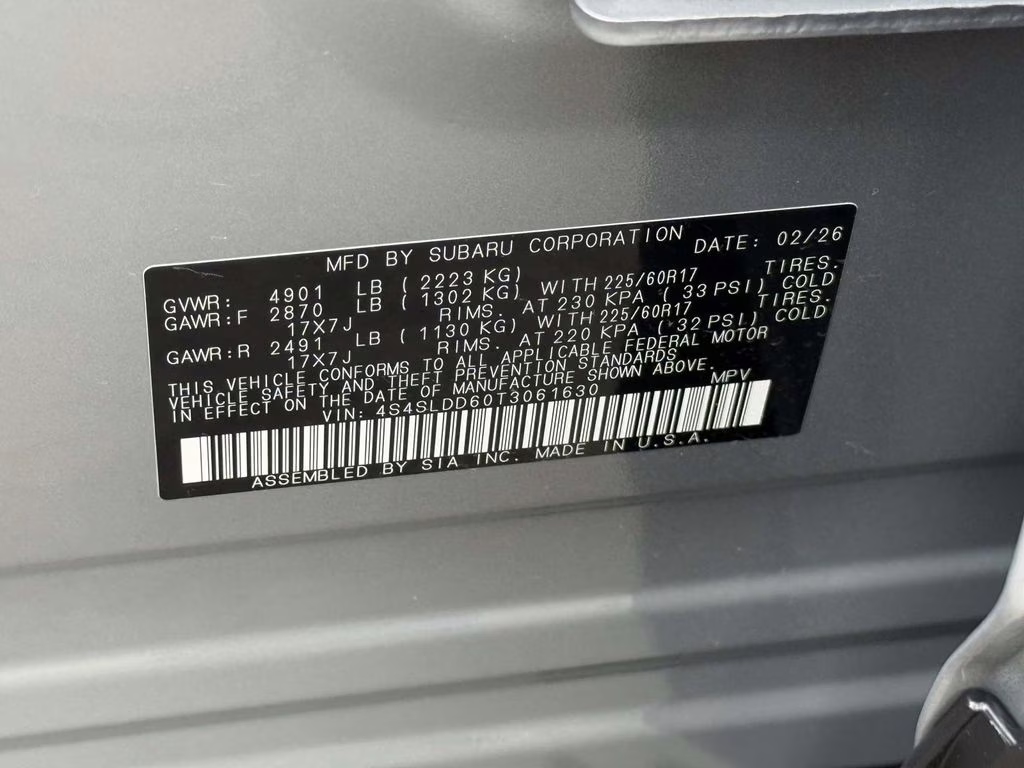 MFD BY SUBARU CORPORATION DATE: 02/26
GVWR: 4901 LB ( 2223 KG)
GAWR:F 2870 LB ( 1302 KG) WITH 225/60R17 TIRES.
17X7J RIMS. AT 230 KPA ( 33 PSI) COLD
GAWR:R 2491 LB ( 1130 KG) WITH 225/60R17 TIRES.
17X7J RIMS. AT 220 KPA ( 32 PSI) COLD
THIS VEHICLE CONFORMS TO ALL APPLICABLE FEDERAL MOTOR
VEHICLE SAFETY AND THEFT PREVENTION STANDARDS
IN EFFECT ON THE DATE OF MANUFACTURE SHOWN ABOVE.
VIN: 4S4SLDD60T3061630 MPV
ASSEMBLED BY SIA INC. MADE IN U.S.A.